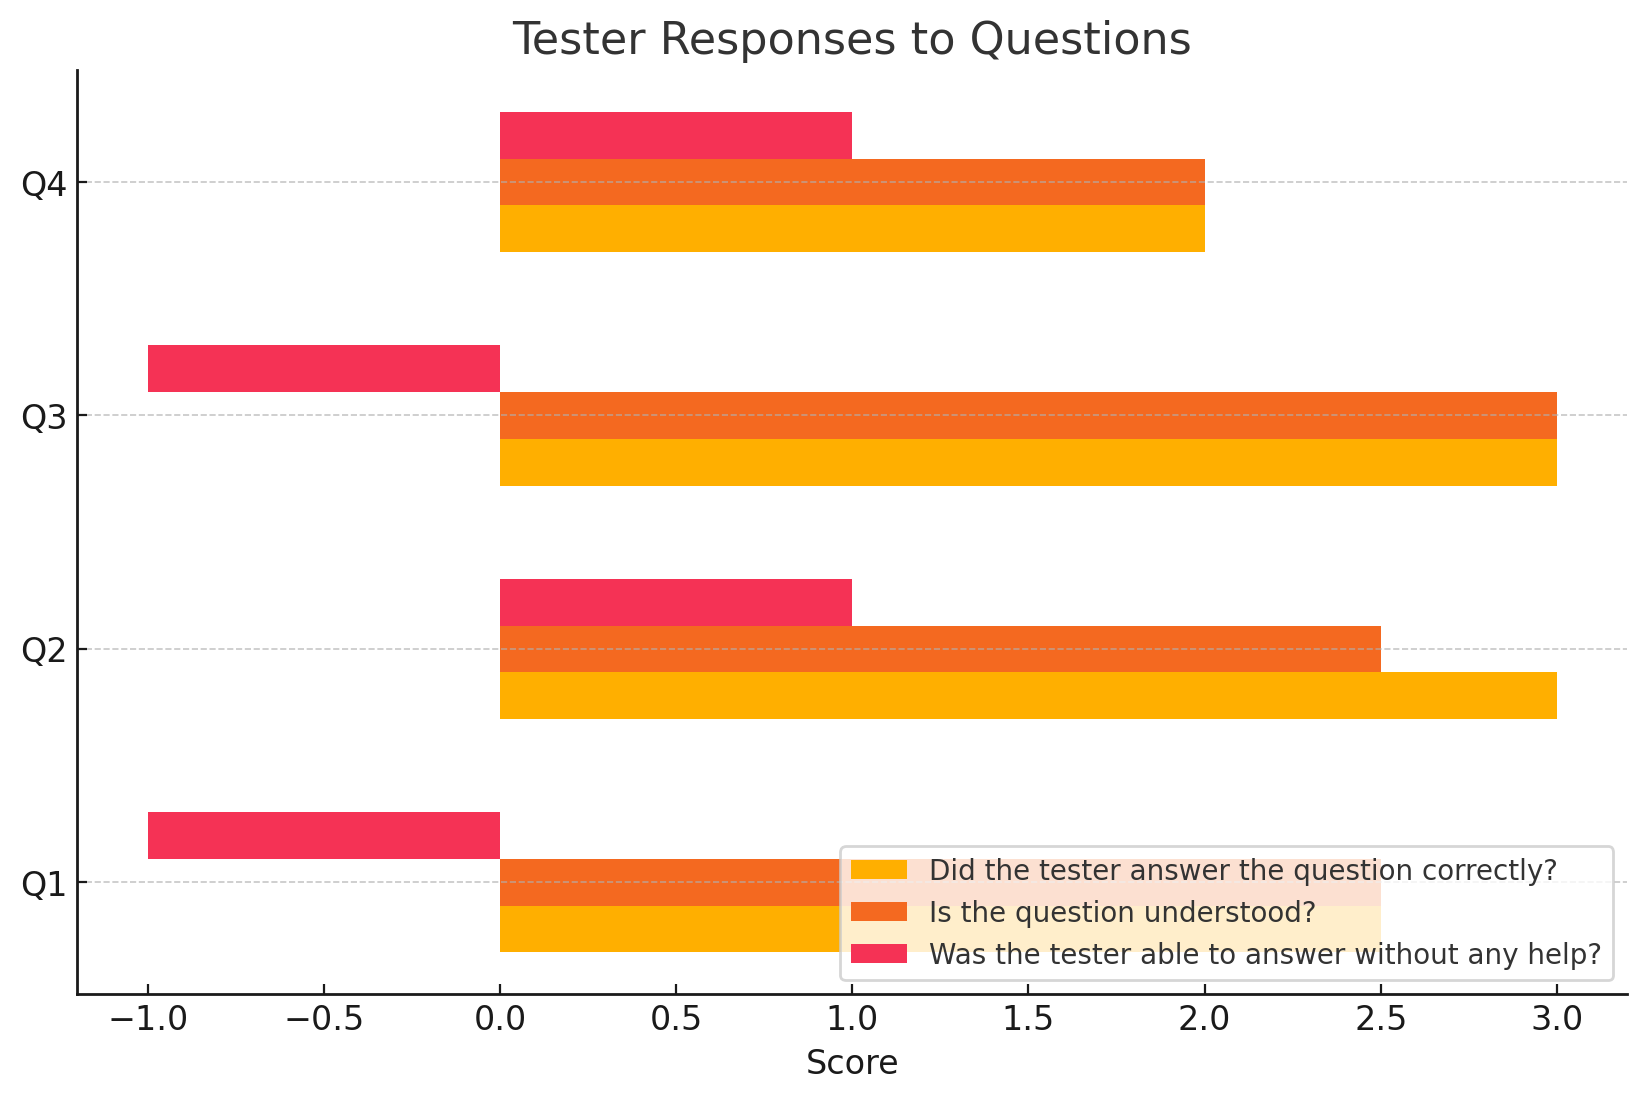 Tester Responses to Questions
Q4
Q3
Q2
Q1
Did the tester answer the question correctly?
Is the question understood?
Was the tester able to answer without any help?
−1.0 −0.5 0.0 0.5 1.0 1.5 2.0 2.5 3.0
Score